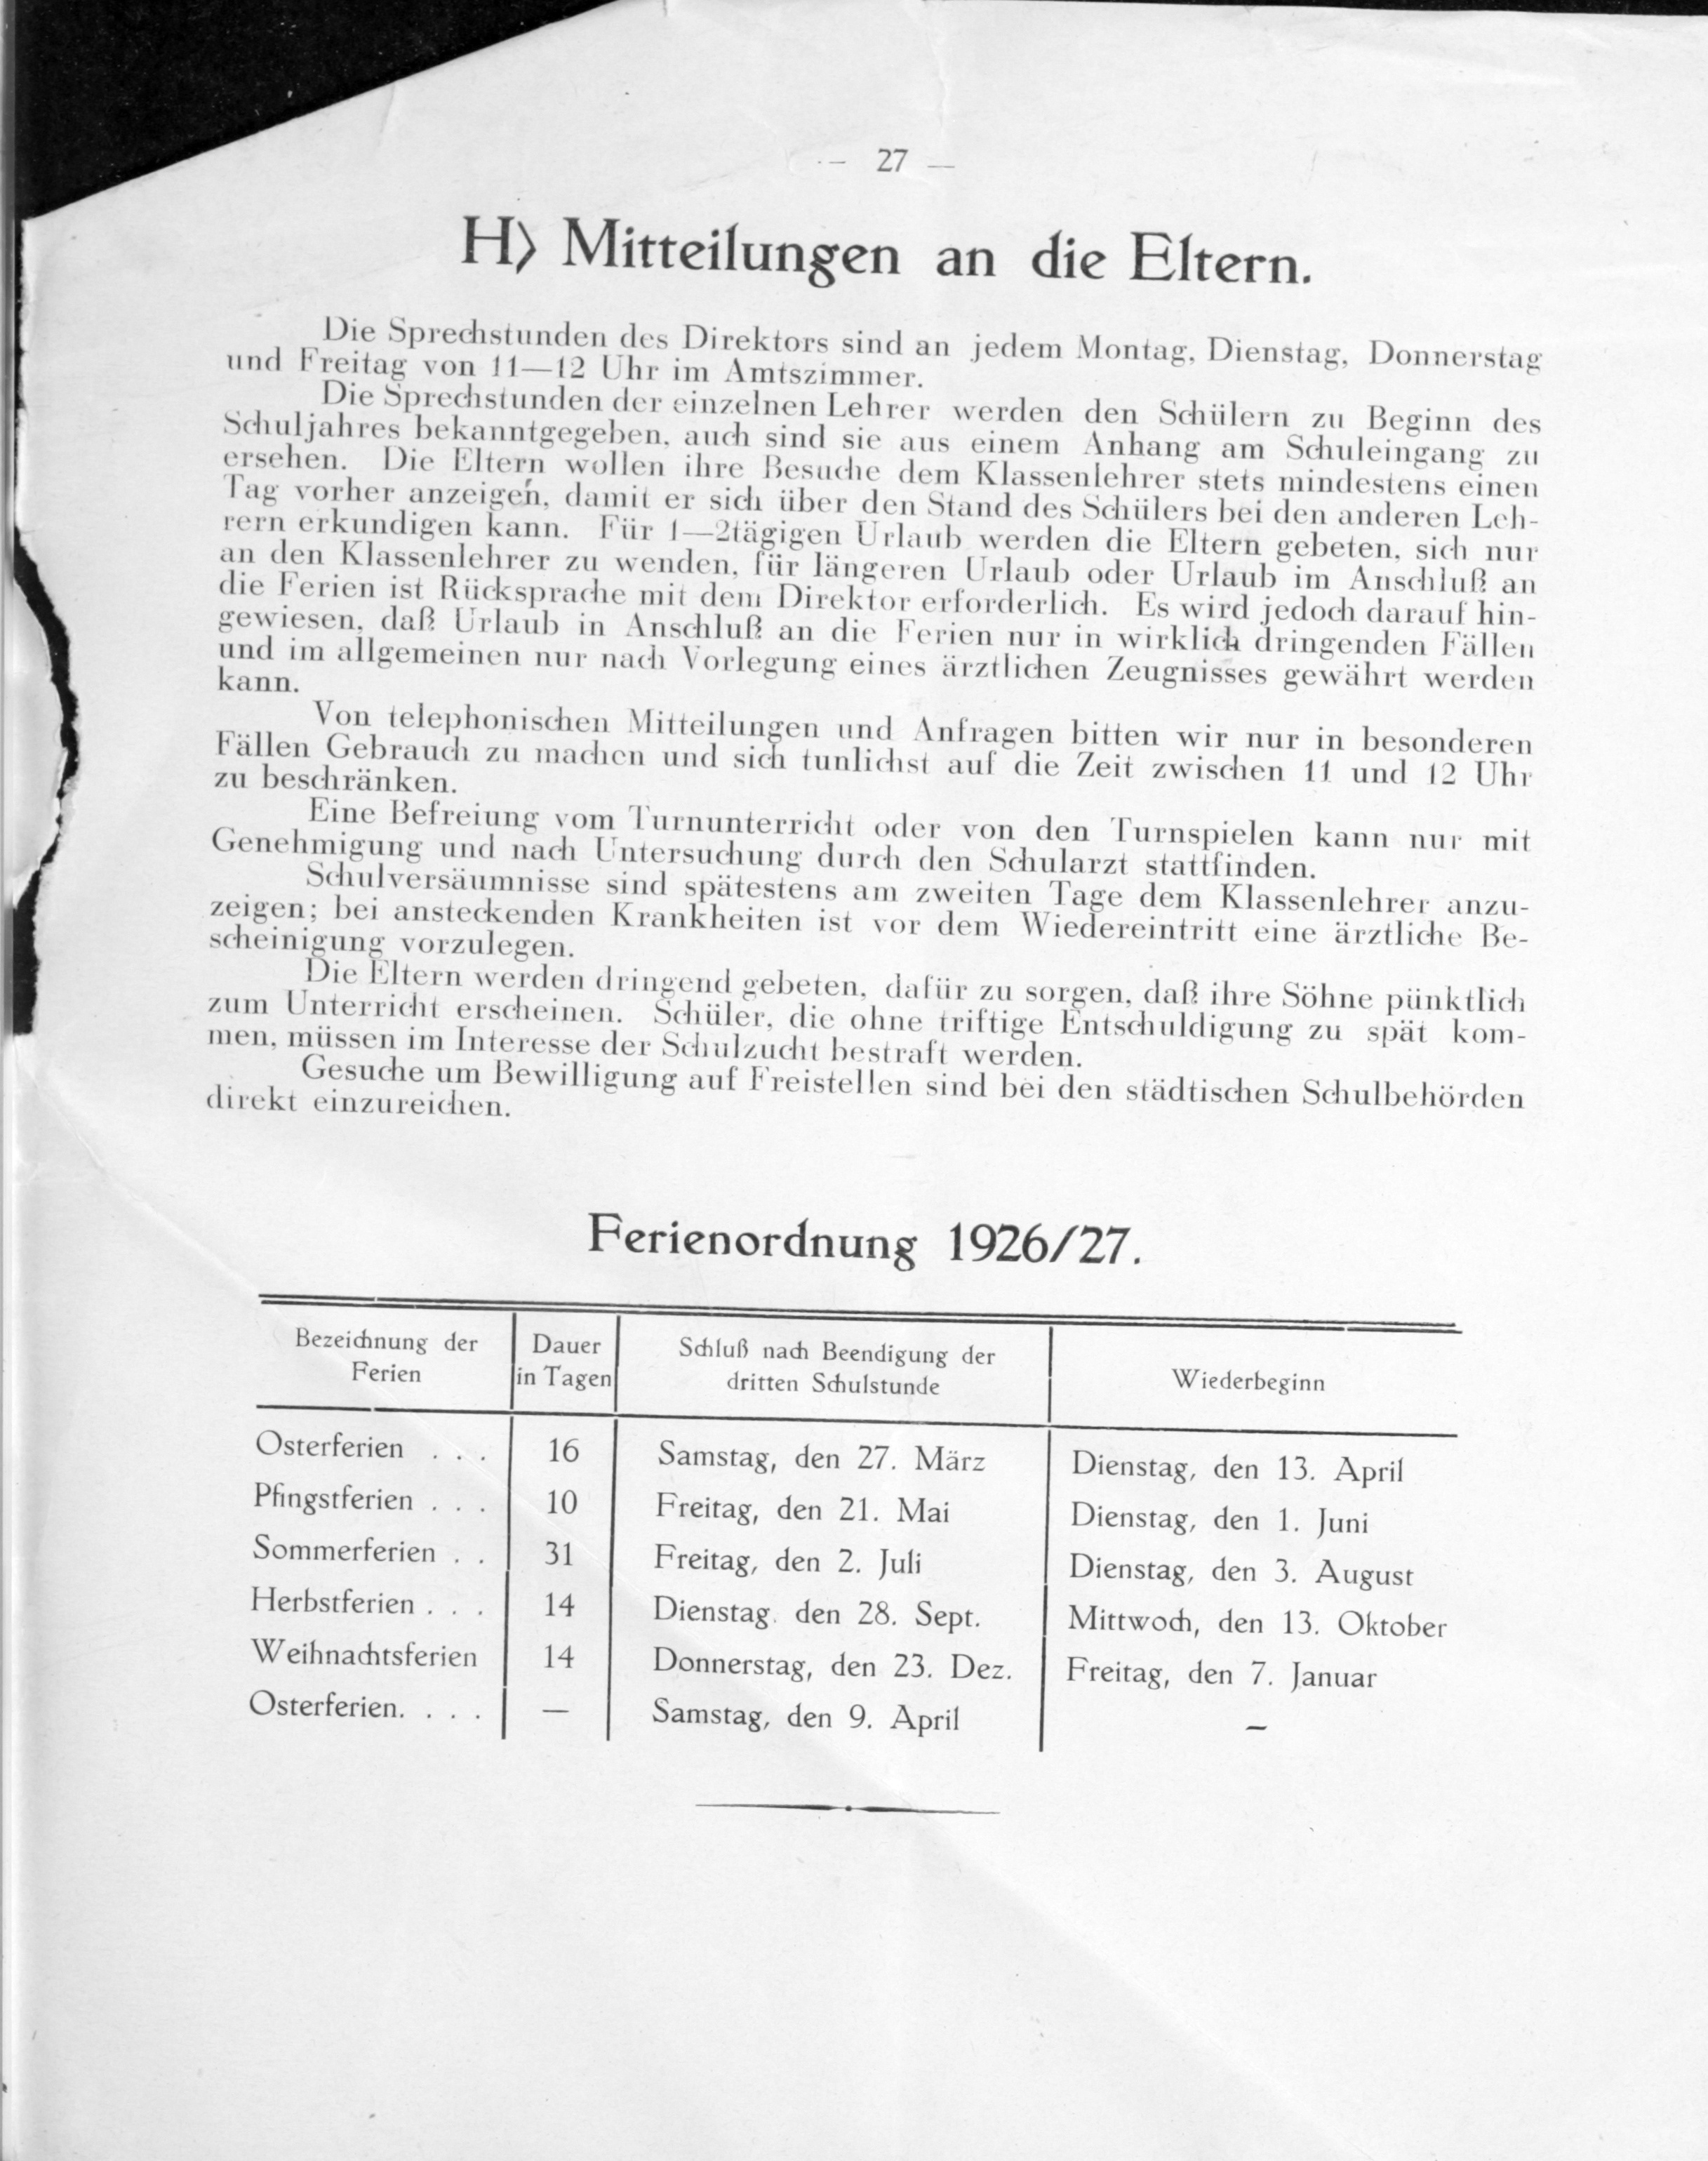 — 27 —
H) Mitteilungen an die Eltern.
Die Sprechstunden des Direktors sind an jedem Montag, Dienstag, Donnerstag
und Freitag von 11—12 Uhr im Amtszimmer.
Die Sprechstunden der einzelnen Lehrer werden den Schülern zu Beginn des
Schuljahres bekanntgegeben, auch sind sie aus einem Anhang am Schuleingang zu
ersehen. Die Eltern wollen ihre Besuche dem Klassenlehrer stets mindestens einen
Tag vorher anzeigen, damit er sich über den Stand des Schülers bei den anderen Leh-
rern erkundigen kann. Für 1—2tägigen Urlaub werden die Eltern gebeten, sich nur
an den Klassenlehrer zu wenden, für längeren Urlaub oder Urlaub im Anschluß an
die Ferien ist Rücksprache mit dem Direktor erforderlich. Es wird jedoch darauf hin-
gewiesen, daß Urlaub in Anschluß an die Ferien nur in wirklich dringenden Fällen
und im allgemeinen nur nach Vorlegung eines ärztlichen Zeugnisses gewährt werden
kann.
Von telephonischen Mitteilungen und Anfragen bitten wir nur in besonderen
Fällen Gebrauch zu machen und sich tunlichst auf die Zeit zwischen 11 und 12 Uhr
zu beschränken.
Eine Befreiung vom Turnunterricht oder von den Turnspielen kann nur mit
Genehmigung und nach Untersuchung durch den Schularzt stattfinden.
Schulversäumnisse sind spätestens am zweiten Tage dem Klassenlehrer anzu-
zeigen; bei ansteckenden Krankheiten ist vor dem Wiedereintritt eine ärztliche Be-
scheinigung vorzulegen.
Die Eltern werden dringend gebeten, dafür zu sorgen, daß ihre Söhne pünktlich
zum Unterricht erscheinen. Schüler, die ohne triftige Entschuldigung zu spät kom-
men, müssen im Interesse der Schulzucht bestraft werden.
Gesuche um Bewilligung auf Freistellen sind bei den städtischen Schulbehörden
direkt einzureichen.
Ferienordnung 1926/27.
Bezeichnung der Ferien | Dauer in Tagen | Schluß nach Beendigung der dritten Schulstunde | Wiederbeginn
Osterferien . . . 16 Samstag, den 27. März Dienstag, den 13. April
Pfingstferien . . . 10 Freitag, den 21. Mai Dienstag, den 1. Juni
Sommerferien . . 31 Freitag, den 2. Juli Dienstag, den 3. August
Herbstferien . . . 14 Dienstag. den 28. Sept. Mittwoch, den 13. Oktober
Weihnachtsferien 14 Donnerstag, den 23. Dez. Freitag, den 7. Januar
Osterferien. . . . — Samstag, den 9. April —